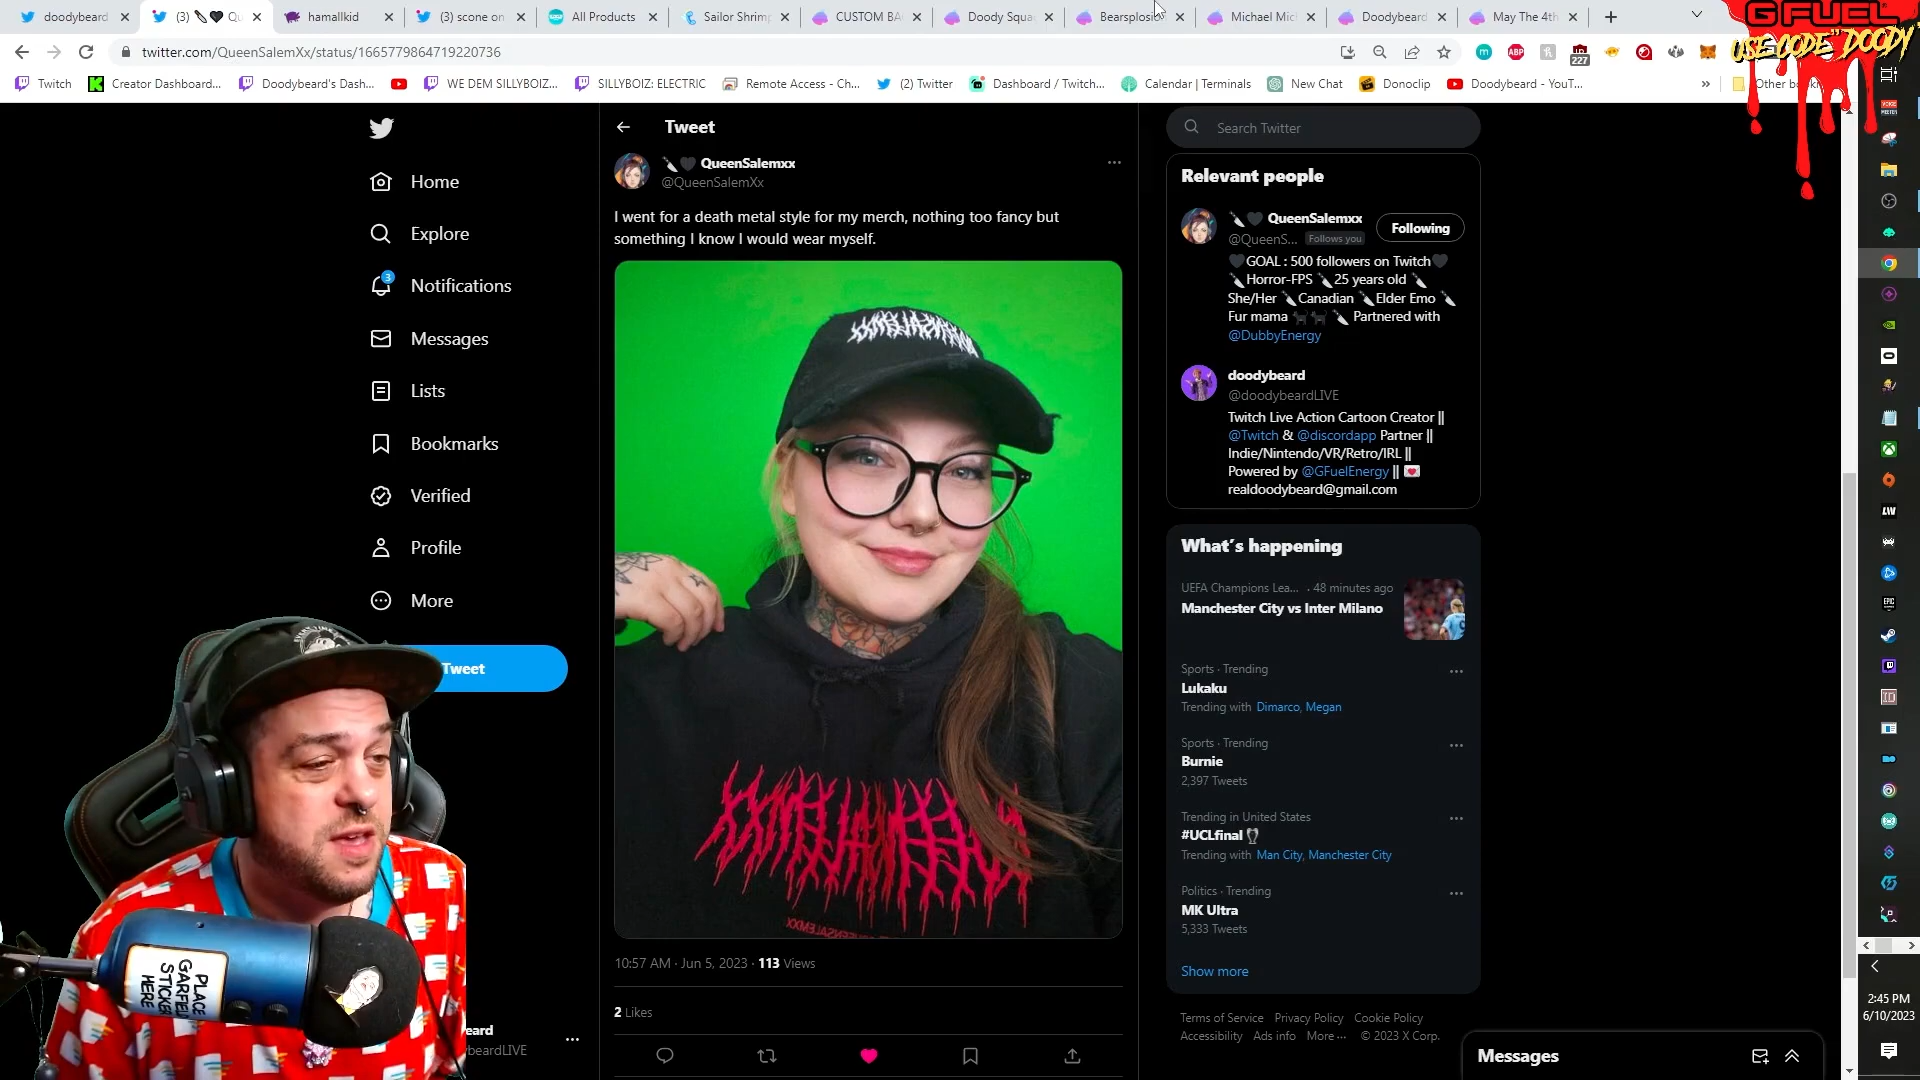 doodybeard
(3)
Qu
hamallkid
(3) scone on
All Products
Sailor Shrimp
CUSTOM BA
Doody Squa
Bearsplosi
Michael Mic
Doodybeard
May The 4th
G FUEL
USE CODE "DOODY"
twitter.com/QueenSalemXx/status/1665779864719220736
ABP
227
Twitch
Creator Dashboard...
Doodybeard's Dash...
WE DEM SILLYBOIZ...
SILLYBOIZ: ELECTRIC
Remote Access - Ch...
(2) Twitter
Dashboard / Twitch...
Calendar | Terminals
New Chat
Donoclip
Doodybeard - YouT...
»
Home
Explore
3
Notifications
Messages
Lists
Bookmarks
Verified
Profile
More
Tweet
PLACE
GARFIELD
STICKER
HERE
eard
beardLIVE
Tweet
QueenSalemxx
@QueenSalemXx
I went for a death metal style for my merch, nothing too fancy but
something I know I would wear myself.
10:57 AM · Jun 5, 2023 · 113 Views
2 Likes
Search Twitter
Relevant people
QueenSalemxx
@QueenS... Follows you
Following
🖤GOAL : 500 followers on Twitch🖤
🔪Horror-FPS 🔪25 years old 🔪
She/Her 🔪Canadian 🔪Elder Emo 🔪
Fur mama 🐈‍⬛🐈‍⬛ 🔪 Partnered with
@DubbyEnergy
doodybeard
@doodybeardLIVE
Twitch Live Action Cartoon Creator ||
@Twitch & @discordapp Partner ||
Indie/Nintendo/VR/Retro/IRL ||
Powered by @GFuelEnergy || 💌
realdoodybeard@gmail.com
What's happening
UEFA Champions Lea... · 48 minutes ago
Manchester City vs Inter Milano
Sports · Trending
Lukaku
Trending with Dimarco, Megan
Sports · Trending
Burnie
2,397 Tweets
Trending in United States
#UCLfinal
Trending with Man City, Manchester City
Politics · Trending
MK Ultra
5,333 Tweets
Show more
Terms of Service Privacy Policy Cookie Policy
Accessibility Ads info More ··· © 2023 X Corp.
Messages
LW
EPIC
2:45 PM
6/10/2023